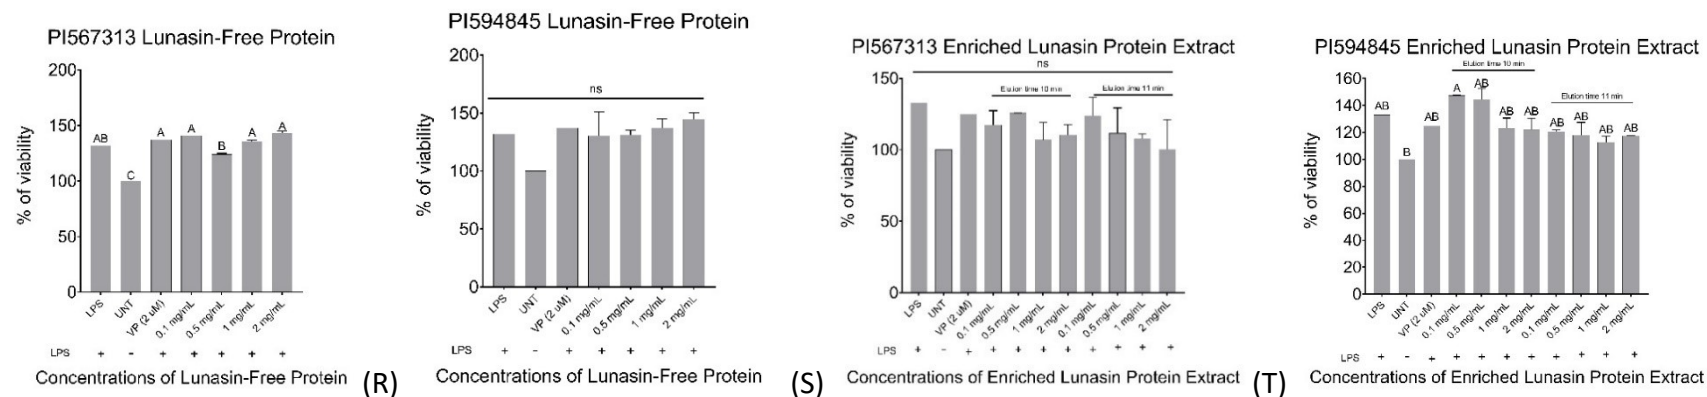 PI567313 Lunasin-Free Protein
200
150
100
50
0
% of viability
AB
C
A
A
B
A
A
LPS
UNT
VP (2 uM)
0.1 mg/mL
0.5 mg/mL
1 mg/mL
2 mg/mL
LPS + - + + + + +
Concentrations of Lunasin-Free Protein
(R)
PI594845 Lunasin-Free Protein
200
150
100
50
0
% of viability
ns
LPS
UNT
VP (2 uM)
0.1 mg/mL
0.5 mg/mL
1 mg/mL
2 mg/mL
LPS + - + + + + +
Concentrations of Lunasin-Free Protein
(S)
PI567313 Enriched Lunasin Protein Extract
ns
150
100
50
0
% of viability
Elution time 10 min
Elution time 11 min
LPS
UNT
VP (2 uM)
0.1 mg/mL
0.5 mg/mL
1 mg/mL
2 mg/mL
0.1 mg/mL
0.5 mg/mL
1 mg/mL
2 mg/mL
LPS + - + + + + + + + + +
Concentrations of Enriched Lunasin Protein Extract
(T)
PI594845 Enriched Lunasin Protein Extract
Elution time 10 min
Elution time 11 min
160
140
120
100
80
60
40
20
0
% of viability
AB
B
AB
A
AB
AB
AB
AB
AB
AB
AB
LPS
UNT
VP (2 uM)
0.1 mg/mL
0.5 mg/mL
1 mg/mL
2 mg/mL
0.1 mg/mL
0.5 mg/mL
1 mg/mL
2 mg/mL
LPS + - + + + + + + + + +
Concentrations of Enriched Lunasin Protein Extract